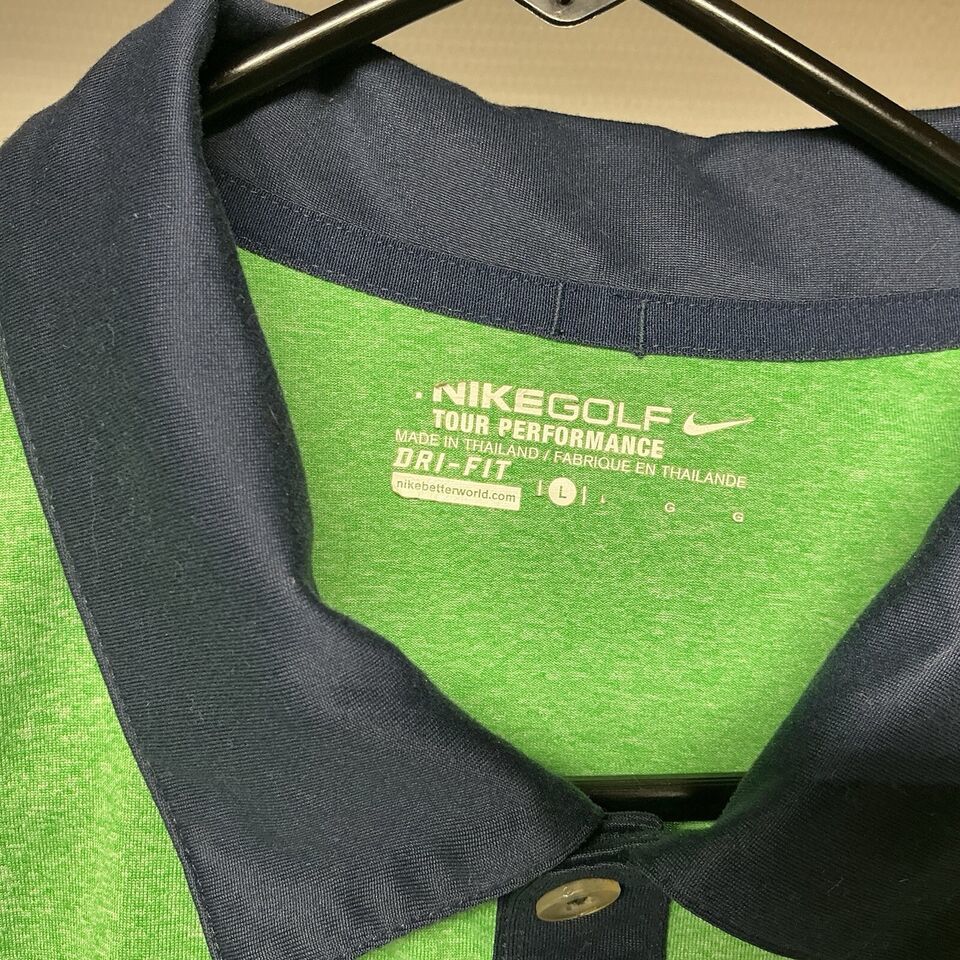 NIKEGOLF
TOUR PERFORMANCE
MADE IN THAILAND / FABRIQUE EN THAILANDE
DRI-FIT
nikebetterworld.com | L | L G G